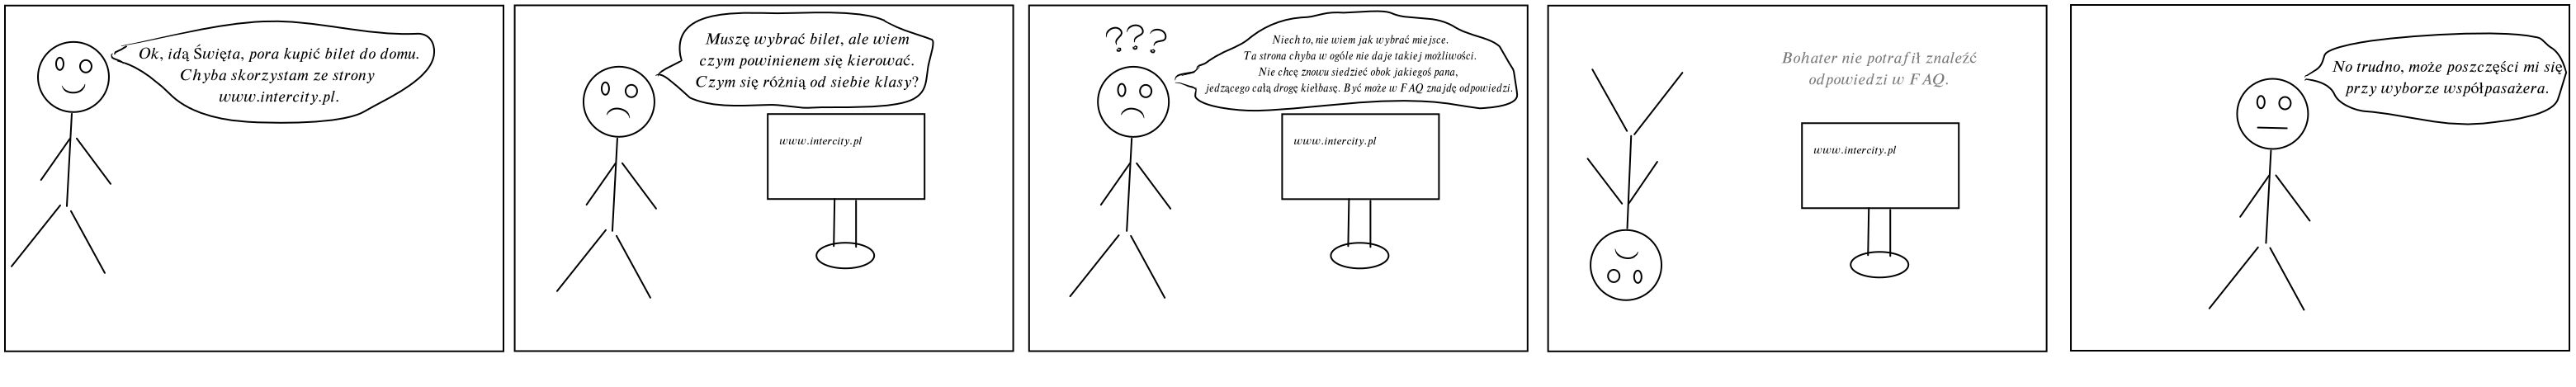 Ok, idą Święta, pora kupić bilet do domu.
Chyba skorzystam ze strony
www.intercity.pl.
Muszę wybrać bilet, ale wiem
czym powinienem się kierować.
Czym się różnią od siebie klasy?
www.intercity.pl
???
Niech to, nie wiem jak wybrać miejsce.
Ta strona chyba w ogóle nie daje takiej możliwości.
Nie chcę znowu siedzieć obok jakiegoś pana,
jedzącego całą drogę kiełbasę. Być może w FAQ znajdę odpowiedzi.
www.intercity.pl
Bohater nie potrafił znaleźć
odpowiedzi w FAQ.
www.intercity.pl
No trudno, może poszczęści mi się
przy wyborze współpasażera.